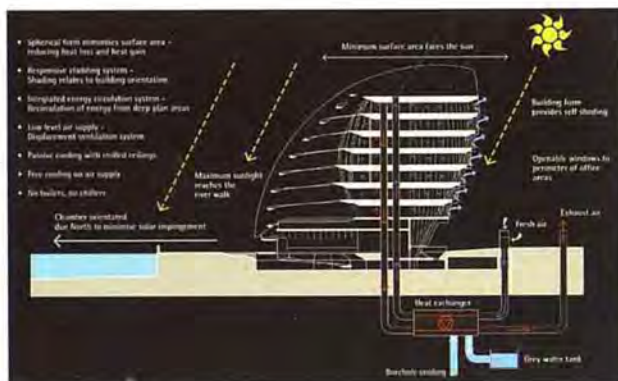 Spherical form minimises surface area -
reducing heat loss and heat gain
Responsive cladding system -
Shading relates to building orientation
Integrated energy circulation system -
Recirculation of energy from deep plan areas
Low level air supply -
Displacement ventilation system
Passive cooling with chilled ceilings
Free cooling on air supply
No boilers, no chillers
Minimum surface area faces the sun
Building form
provides self shading
Openable windows to
perimeter of office
areas
Maximum sunlight
reaches the
river walk
Chamber orientated
due North to minimise solar impingement
Fresh air
Exhaust air
Heat exchanger
Borehole cooling
Grey water tank